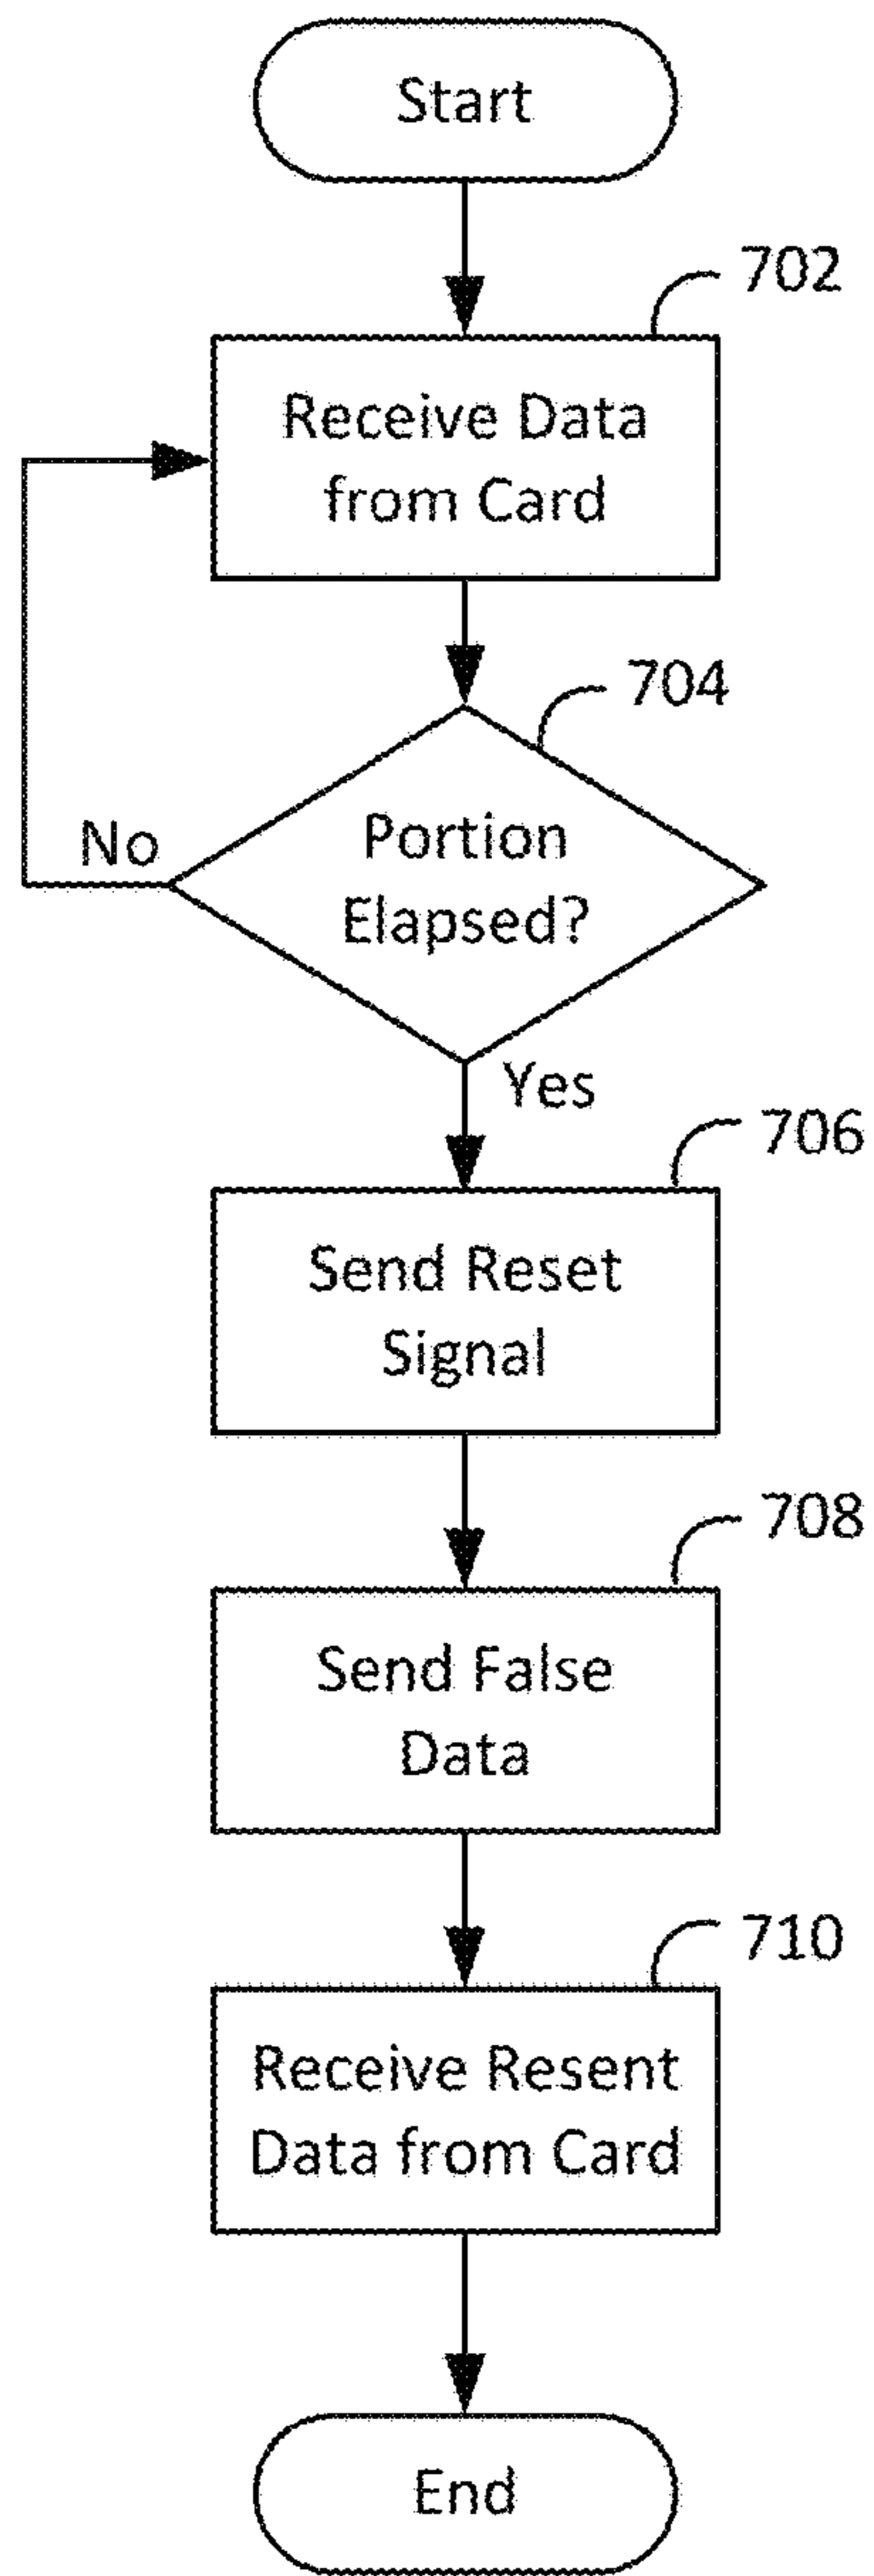 Start
702
Receive Data
from Card
704
Portion
Elapsed?
No
Yes
706
Send Reset
Signal
708
Send False
Data
710
Receive Resent
Data from Card
End